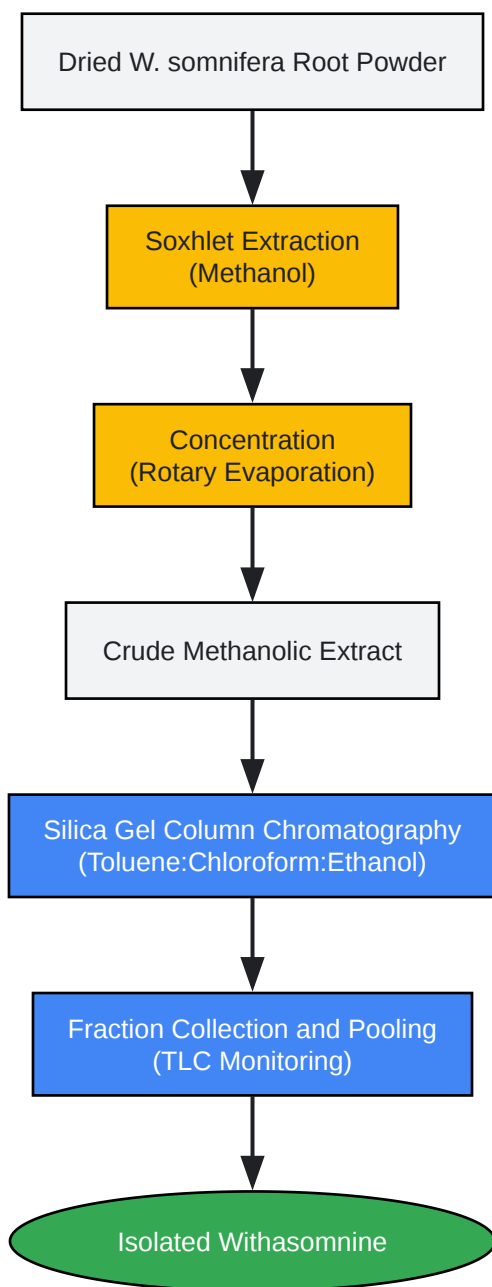 Dried W. somnifera Root Powder
Soxhlet Extraction
(Methanol)
Concentration
(Rotary Evaporation)
Crude Methanolic Extract
Silica Gel Column Chromatography
(Toluene:Chloroform:Ethanol)
Fraction Collection and Pooling
(TLC Monitoring)
Isolated Withasomnine